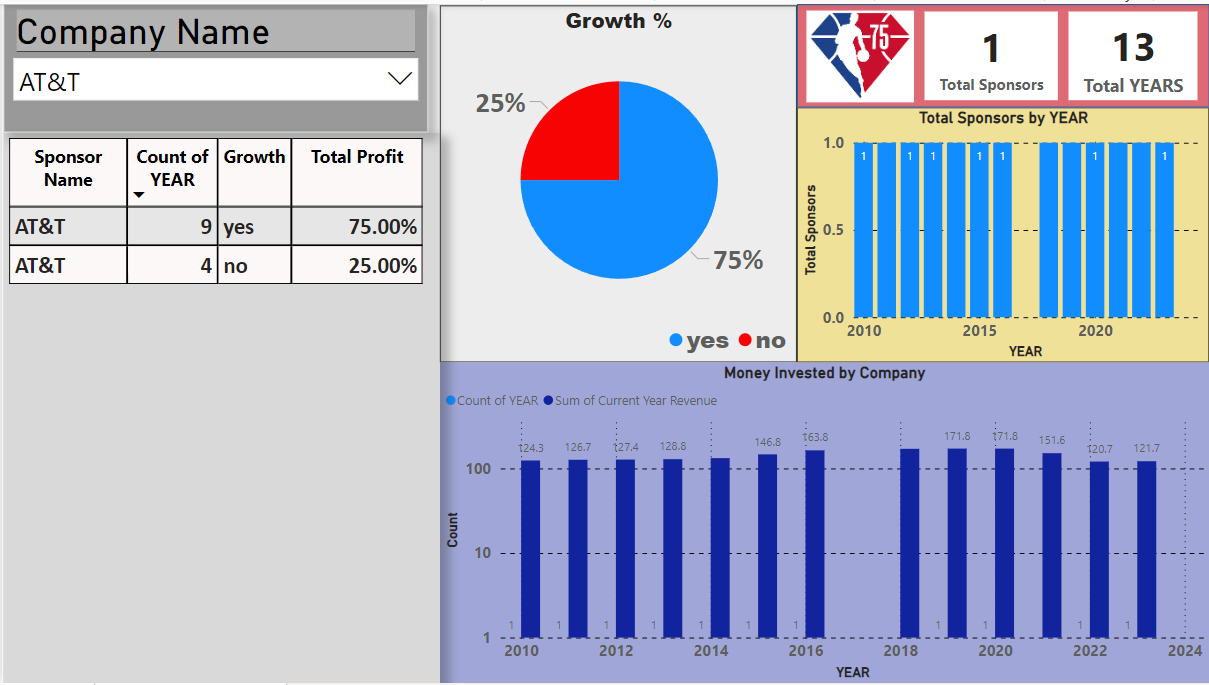 Company Name
AT&T
Sponsor Name
Count of YEAR
Growth
Total Profit
AT&T 9 yes 75.00%
AT&T 4 no 25.00%
Growth %
25%
75%
yes no
75
1
Total Sponsors
13
Total YEARS
Total Sponsors by YEAR
Total Sponsors
1.0
0.5
0.0
1 1 1 1 1 1 1
2010 2015 2020
YEAR
Money Invested by Company
Count of YEAR Sum of Current Year Revenue
Count
100
10
1
124.3 126.7 127.4 128.8 146.8 163.8 171.8 171.8 151.6 120.7 121.7
1 1 1 1 1 1 1 1 1 1 1
2010 2012 2014 2016 2018 2020 2022 2024
YEAR